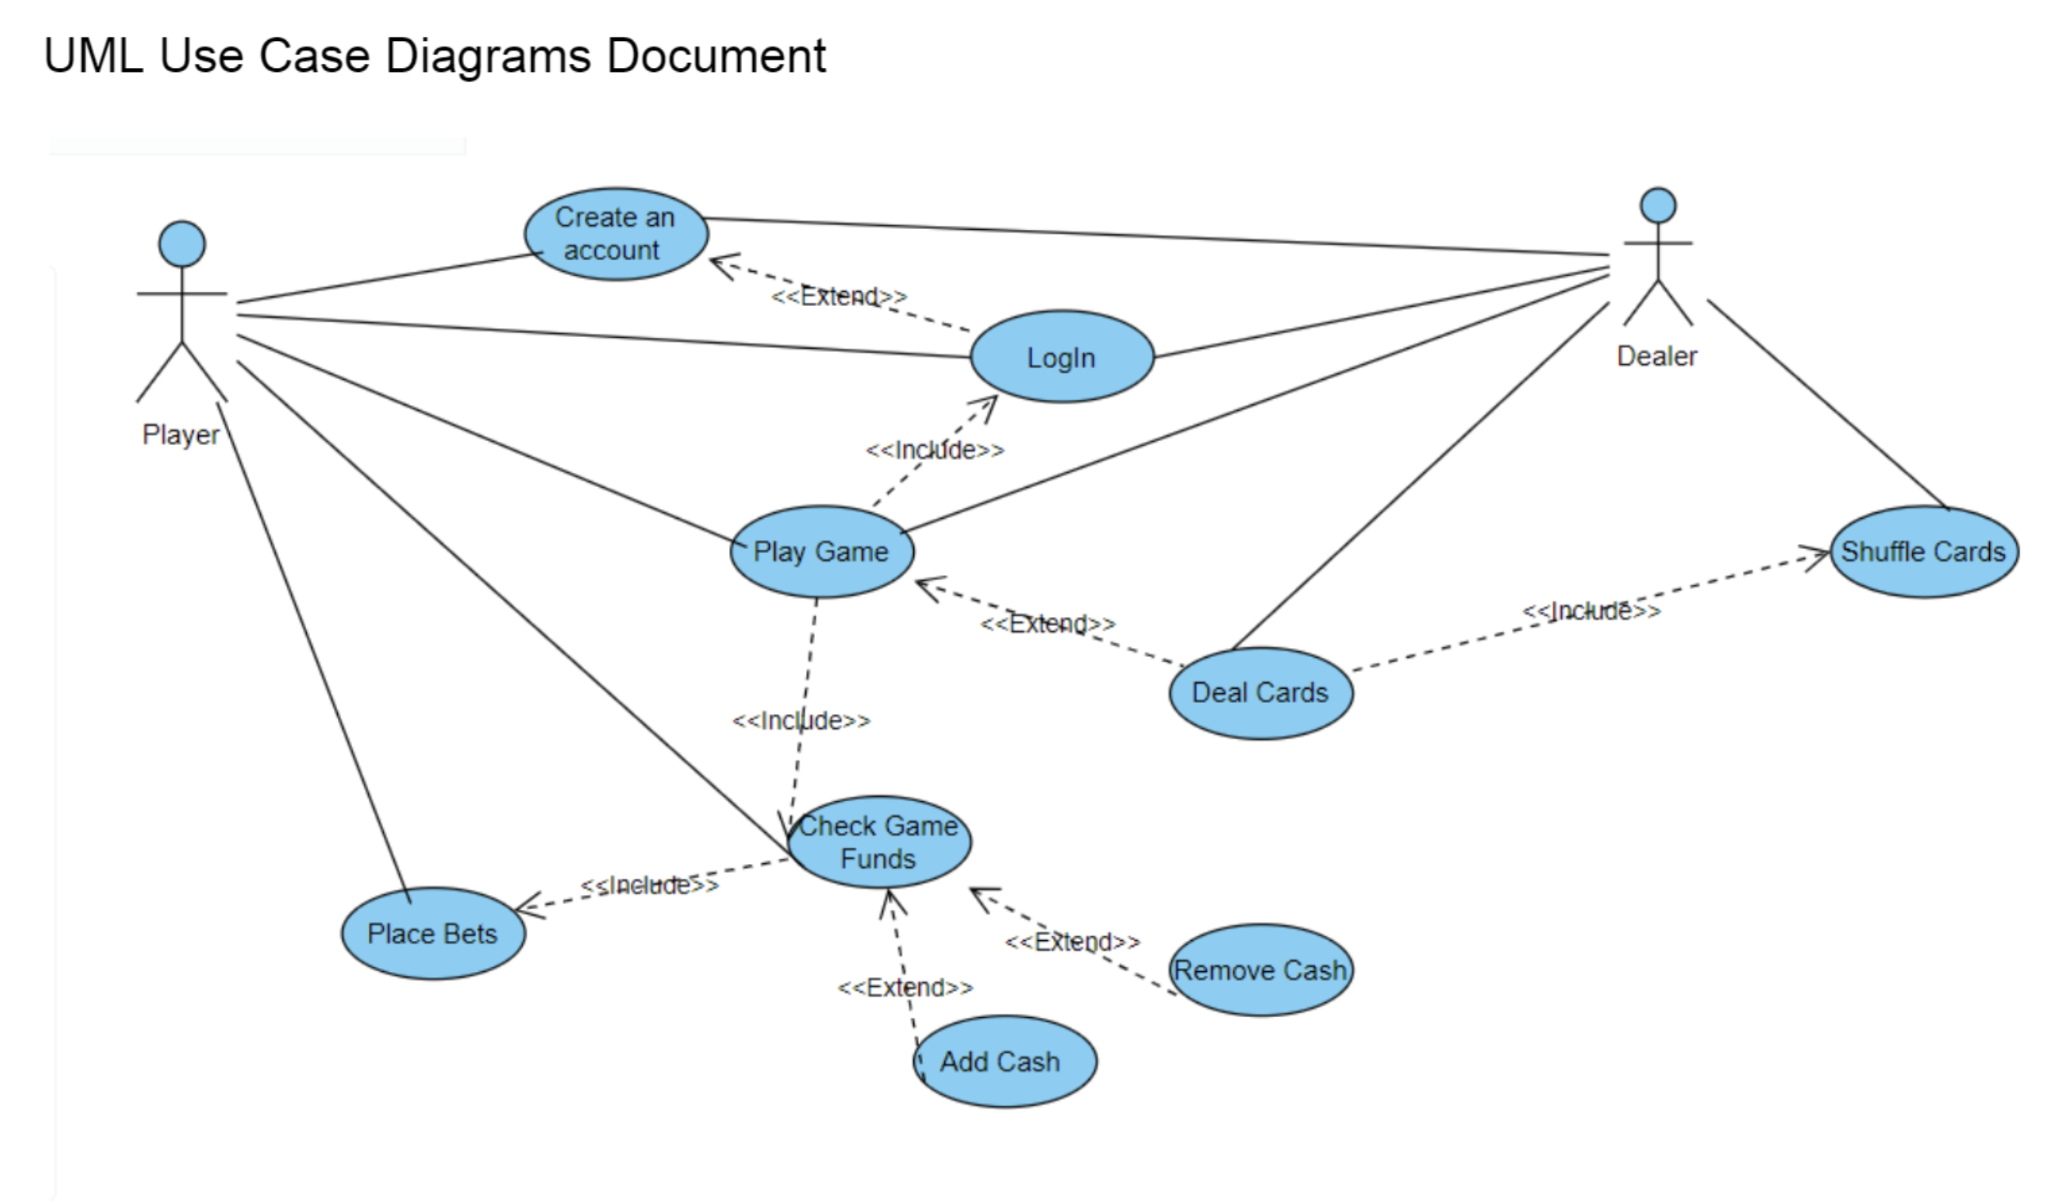 UML Use Case Diagrams Document
Create an
account
<<Extend>>
LogIn
Dealer
Player
<<Include>>
Play Game
Shuffle Cards
<<Extend>>
<<Include>>
Deal Cards
<<Include>>
Check Game
Funds
<<Include>>
Place Bets
<<Extend>>
Remove Cash
<<Extend>>
Add Cash